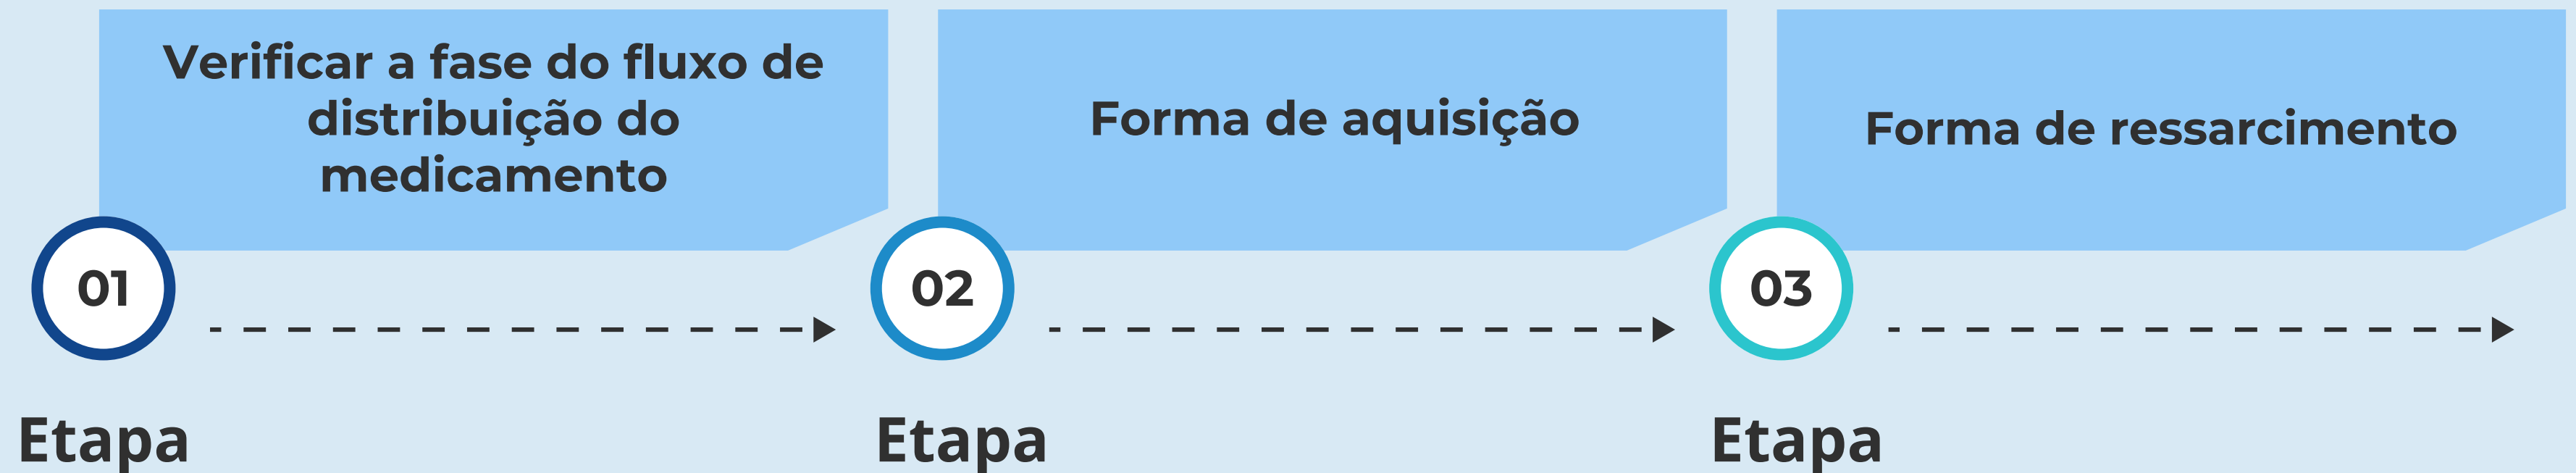 Verificar a fase do fluxo de
distribuição do
medicamento
Forma de aquisição
Forma de ressarcimento
01
02
03
Etapa
Etapa
Etapa